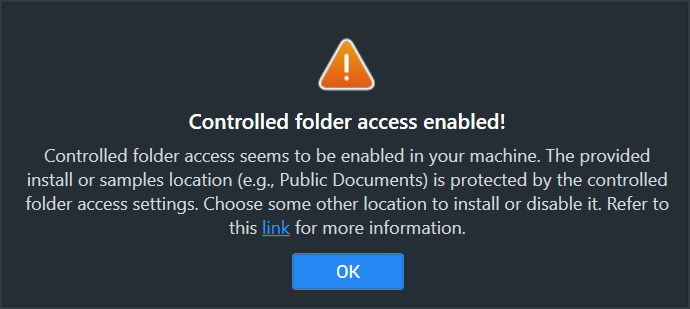 Controlled folder access enabled!
Controlled folder access seems to be enabled in your machine. The provided
install or samples location (e.g., Public Documents) is protected by the controlled
folder access settings. Choose some other location to install or disable it. Refer to
this link for more information.
OK